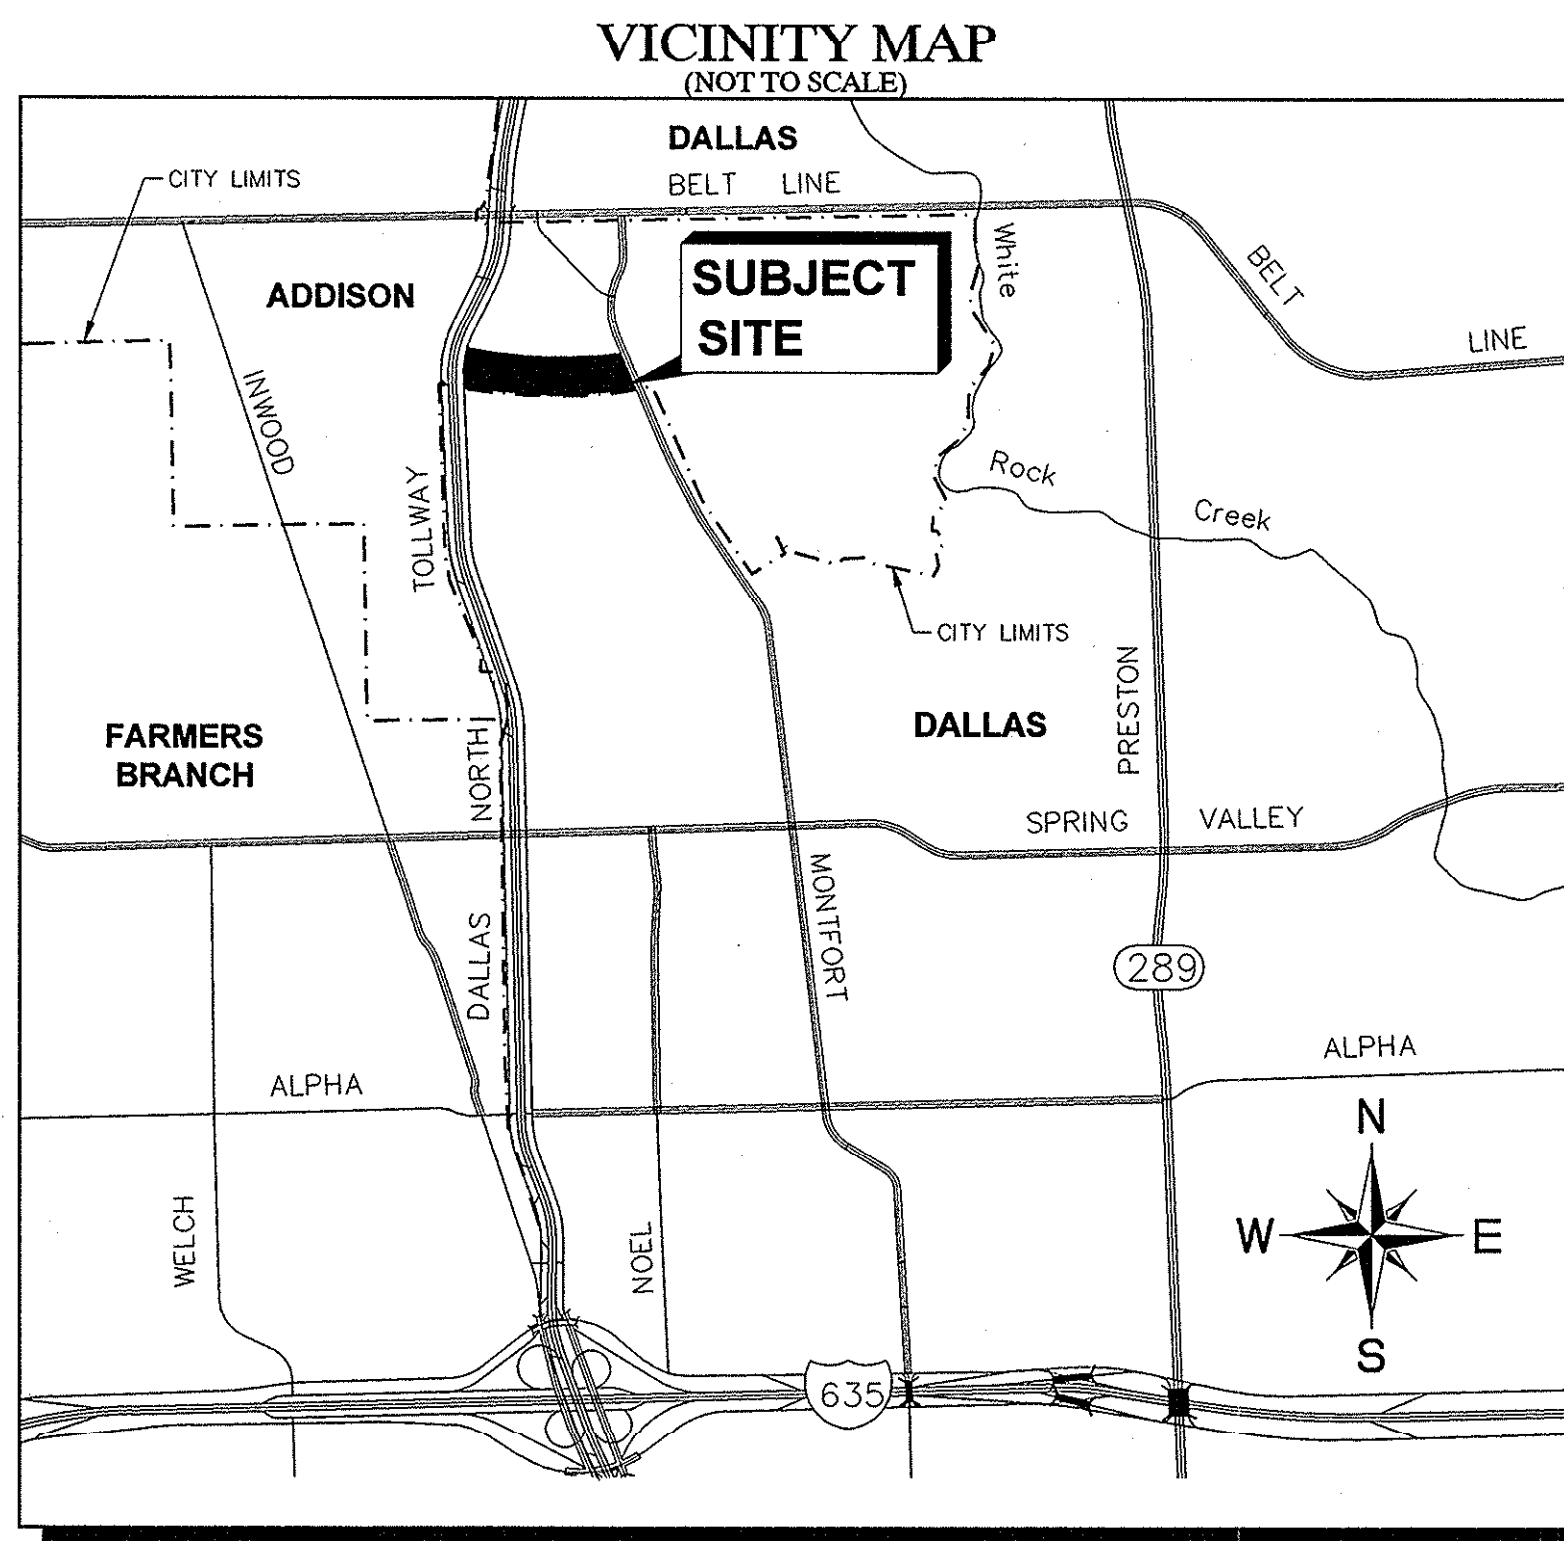 VICINITY MAP
(NOT TO SCALE)
DALLAS
CITY LIMITS
BELT LINE
White
ADDISON
SUBJECT
SITE
BELT
LINE
INWOOD
TOLLWAY
Rock
Creek
CITY LIMITS
PRESTON
FARMERS
BRANCH
DALLAS
NORTH
SPRING VALLEY
MONTFORT
DALLAS
289
ALPHA
ALPHA
N
W
E
S
WELCH
NOEL
635